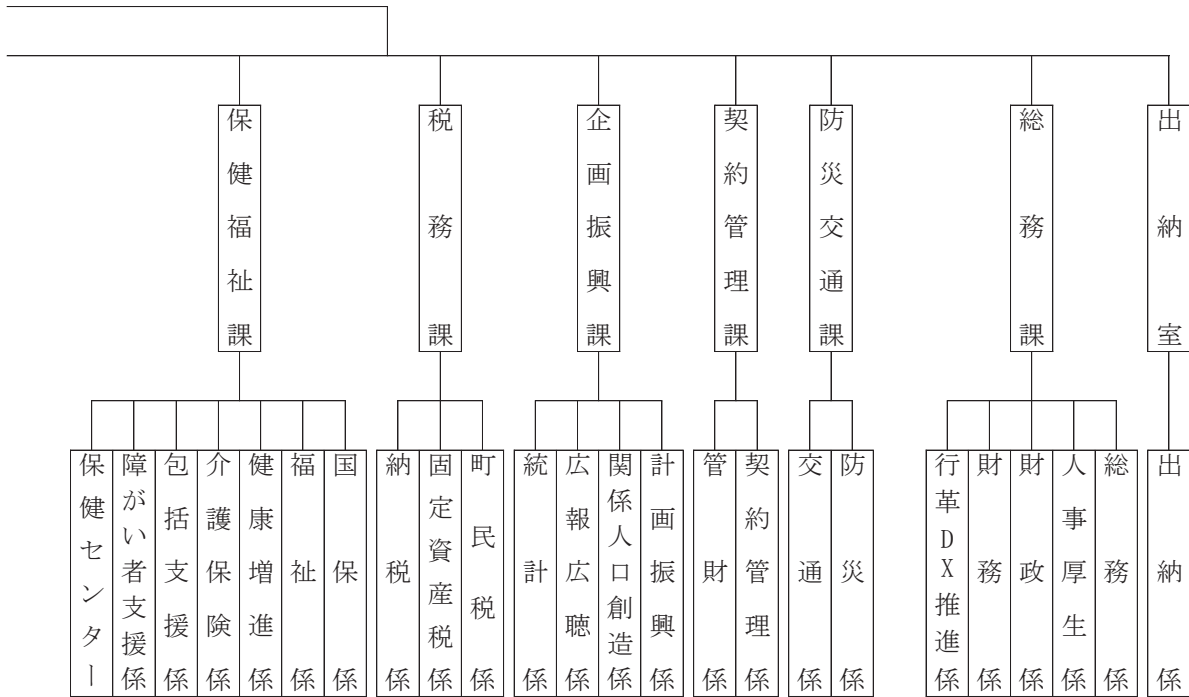 出納室
総務課
防災交通課
契約管理課
企画振興課
税務課
保健福祉課
出納係
総務係
人事厚生係
財政係
財務係
行革DX推進係
防災係
交通係
契約管理係
管財係
計画振興係
関係人口創造係
広報広聴係
統計係
町民税係
固定資産税係
納税係
国保係
福祉係
健康増進係
介護保険係
包括支援係
障がい者支援係
保健センター